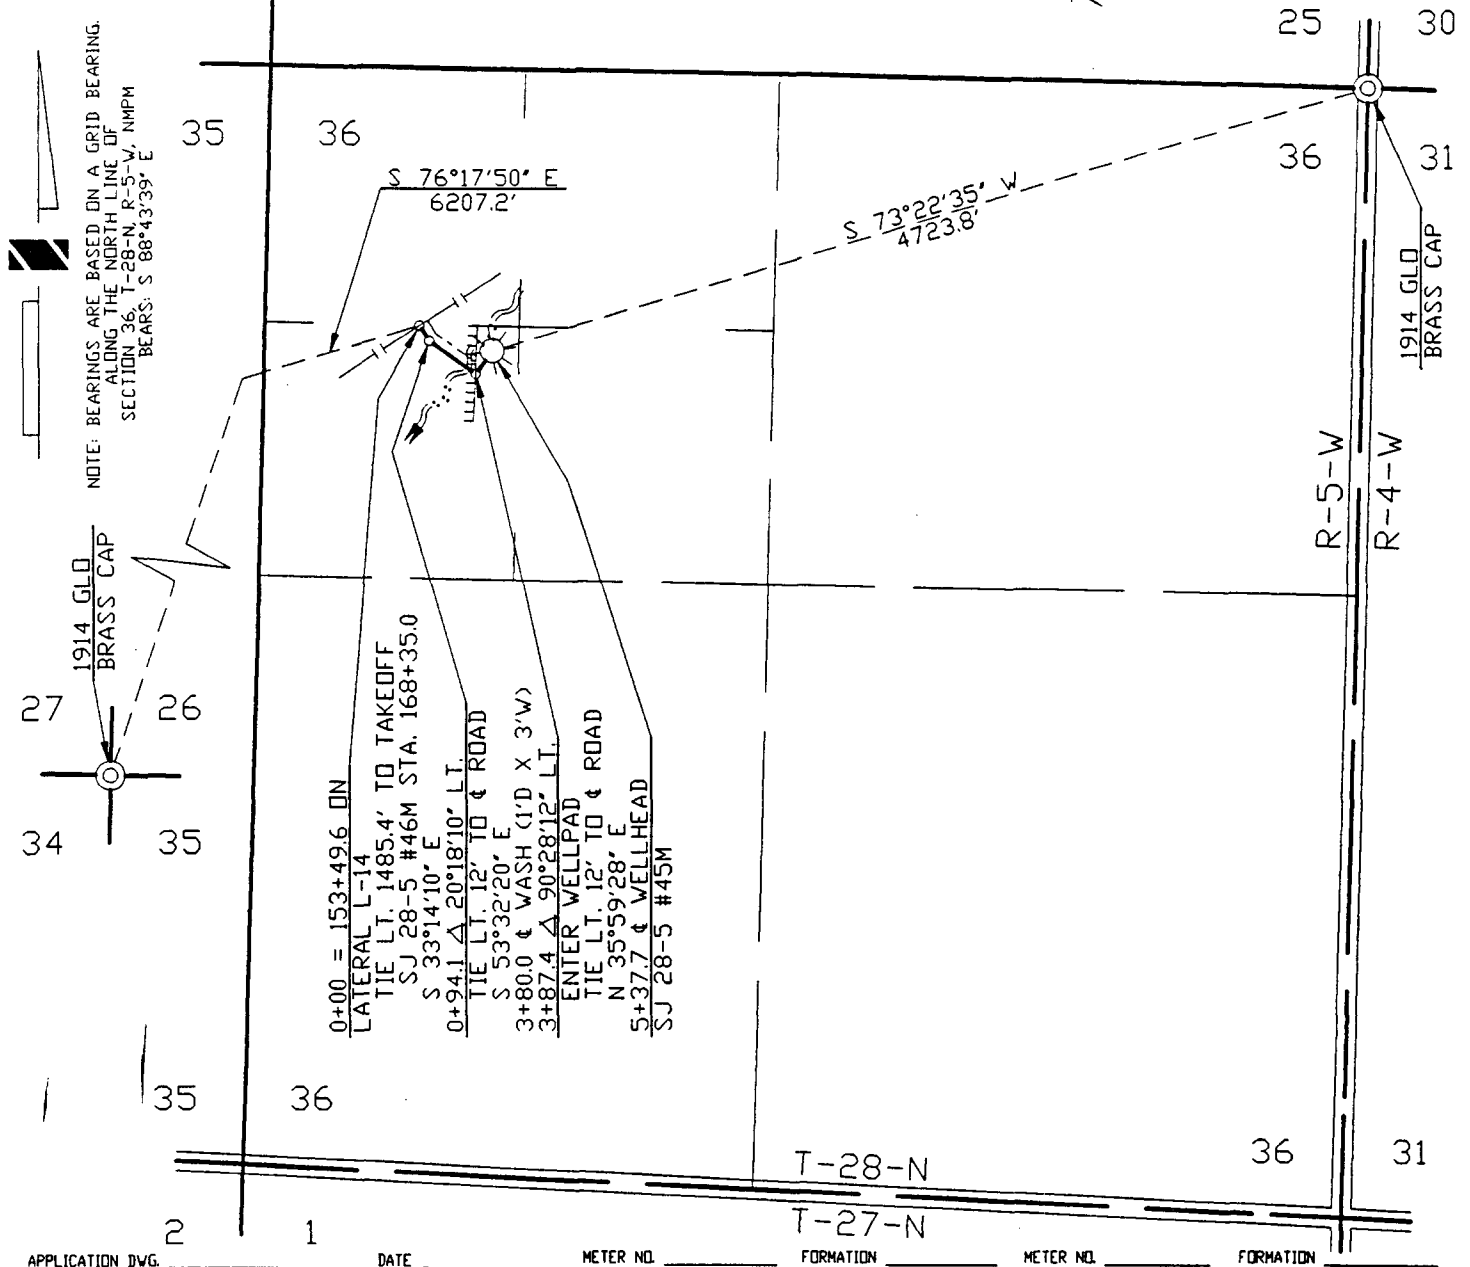 25 30
35 36
36 31
NOTE: BEARINGS ARE BASED ON A GRID BEARING.
ALONG THE NORTH LINE OF
SECTION 36, T-28-N, R-5-W, NMPM
BEARS: S 88°43'39" E
S 76°17'50" E
6207.2'
S 73°22'35" W
4723.8'
1914 GLO
BRASS CAP
R-5-W
R-4-W
1914 GLO
BRASS CAP
27 26
34 35
0+00 = 153+49.6 ON
LATERAL L-14
TIE LT. 1485.4' TO TAKEOFF
SJ 28-5 #46M STA. 168+35.0
S 33°14'10" E
0+94.1 △ 20°18'10" LT.
TIE LT. 12' TO ℄ ROAD
S 53°32'20" E
3+80.0 ℄ WASH (1'D X 3'W)
3+87.4 △ 90°28'12" LT.
ENTER WELLPAD
TIE LT. 12' TO ℄ ROAD
N 35°59'28" E
5+37.7 ℄ WELLHEAD
SJ 28-5 #45M
35 36
36 31
T-28-N
T-27-N
2 1
APPLICATION DWG. DATE METER NO. FORMATION METER NO. FORMATION